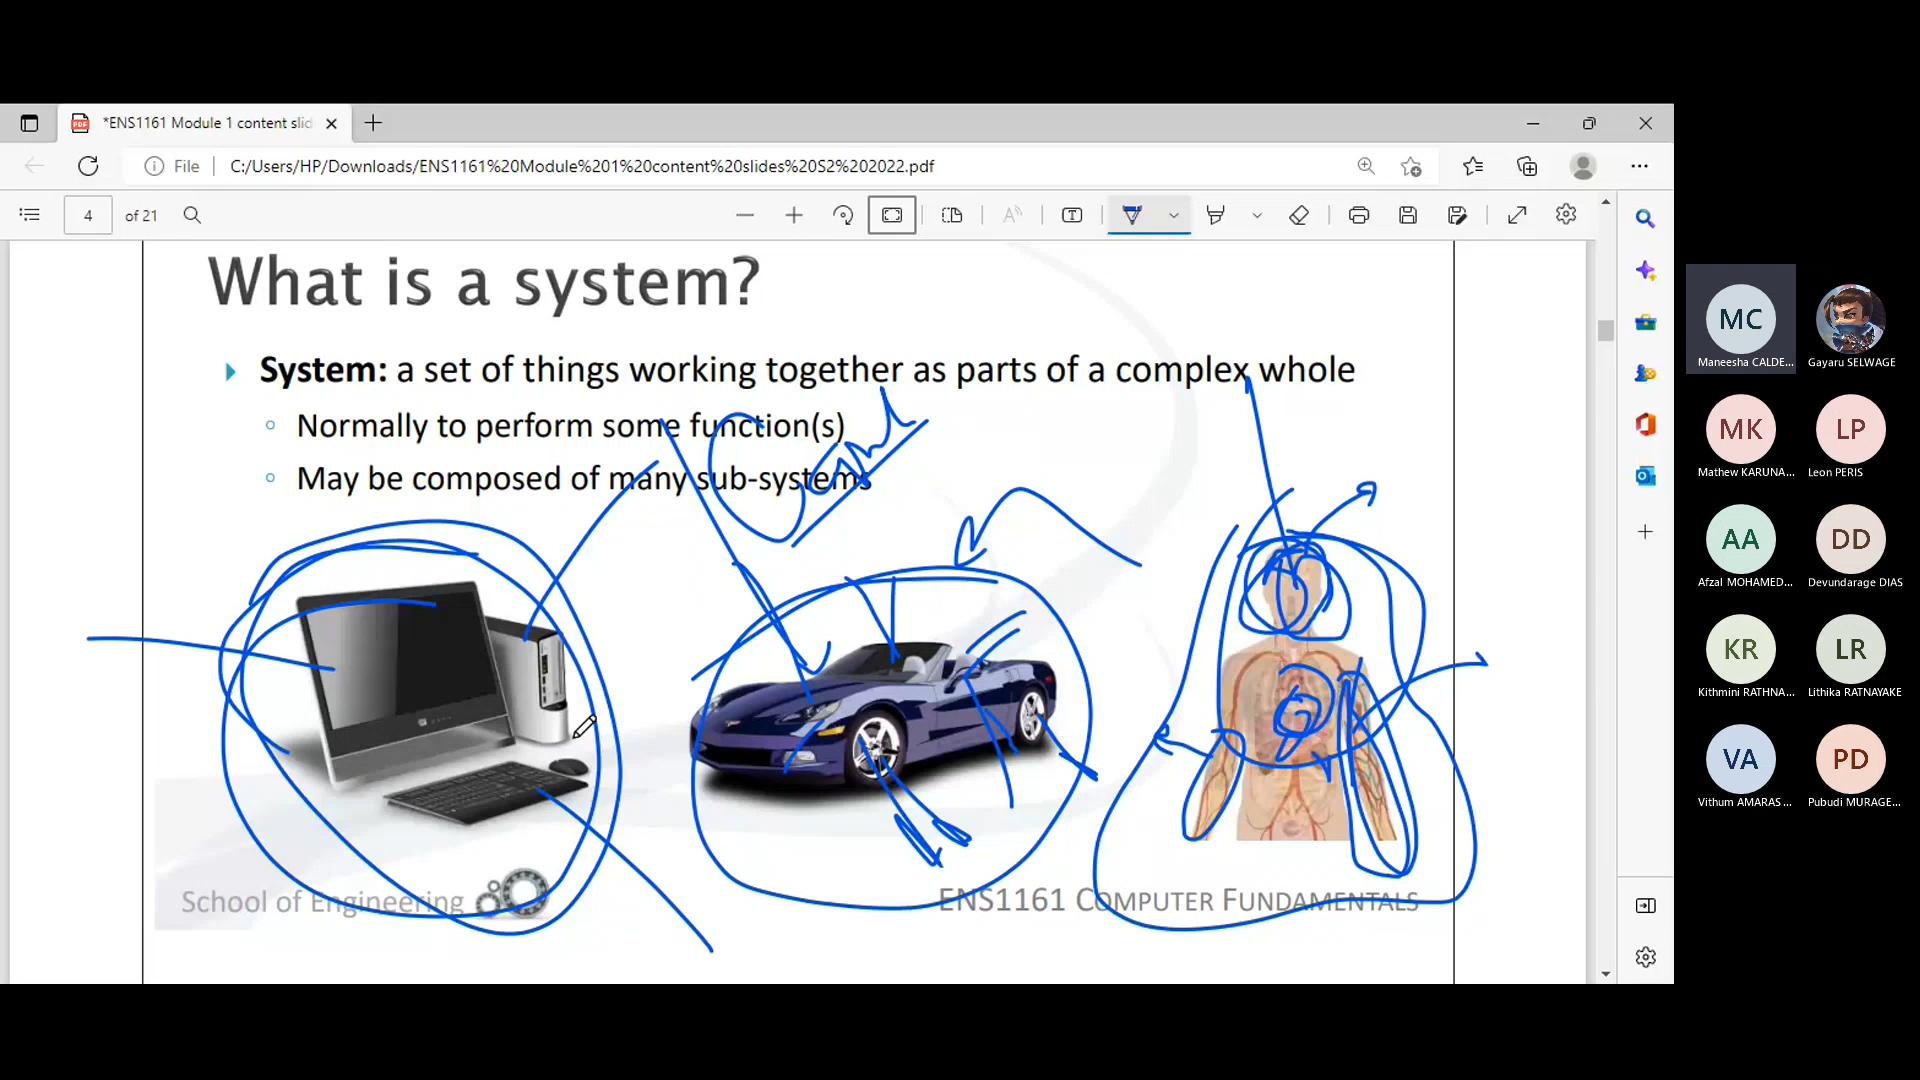 *ENS1161 Module 1 content slid
File
C:/Users/HP/Downloads/ENS1161%20Module%201%20content%20slides%20S2%202022.pdf
4 of 21
What is a system?
System: a set of things working together as parts of a complex whole
Normally to perform some function(s)
May be composed of many sub-systems
School of Engineering
ENS1161 COMPUTER FUNDAMENTALS
MC
Maneesha CALDE...
Gayaru SELWAGE
MK
Mathew KARUNA...
LP
Leon PERIS
AA
Afzal MOHAMED...
DD
Devundarage DIAS
KR
Kithmini RATHNA...
LR
Lithika RATNAYAKE
VA
Vithum AMARAS...
PD
Pubudi MURAGE...